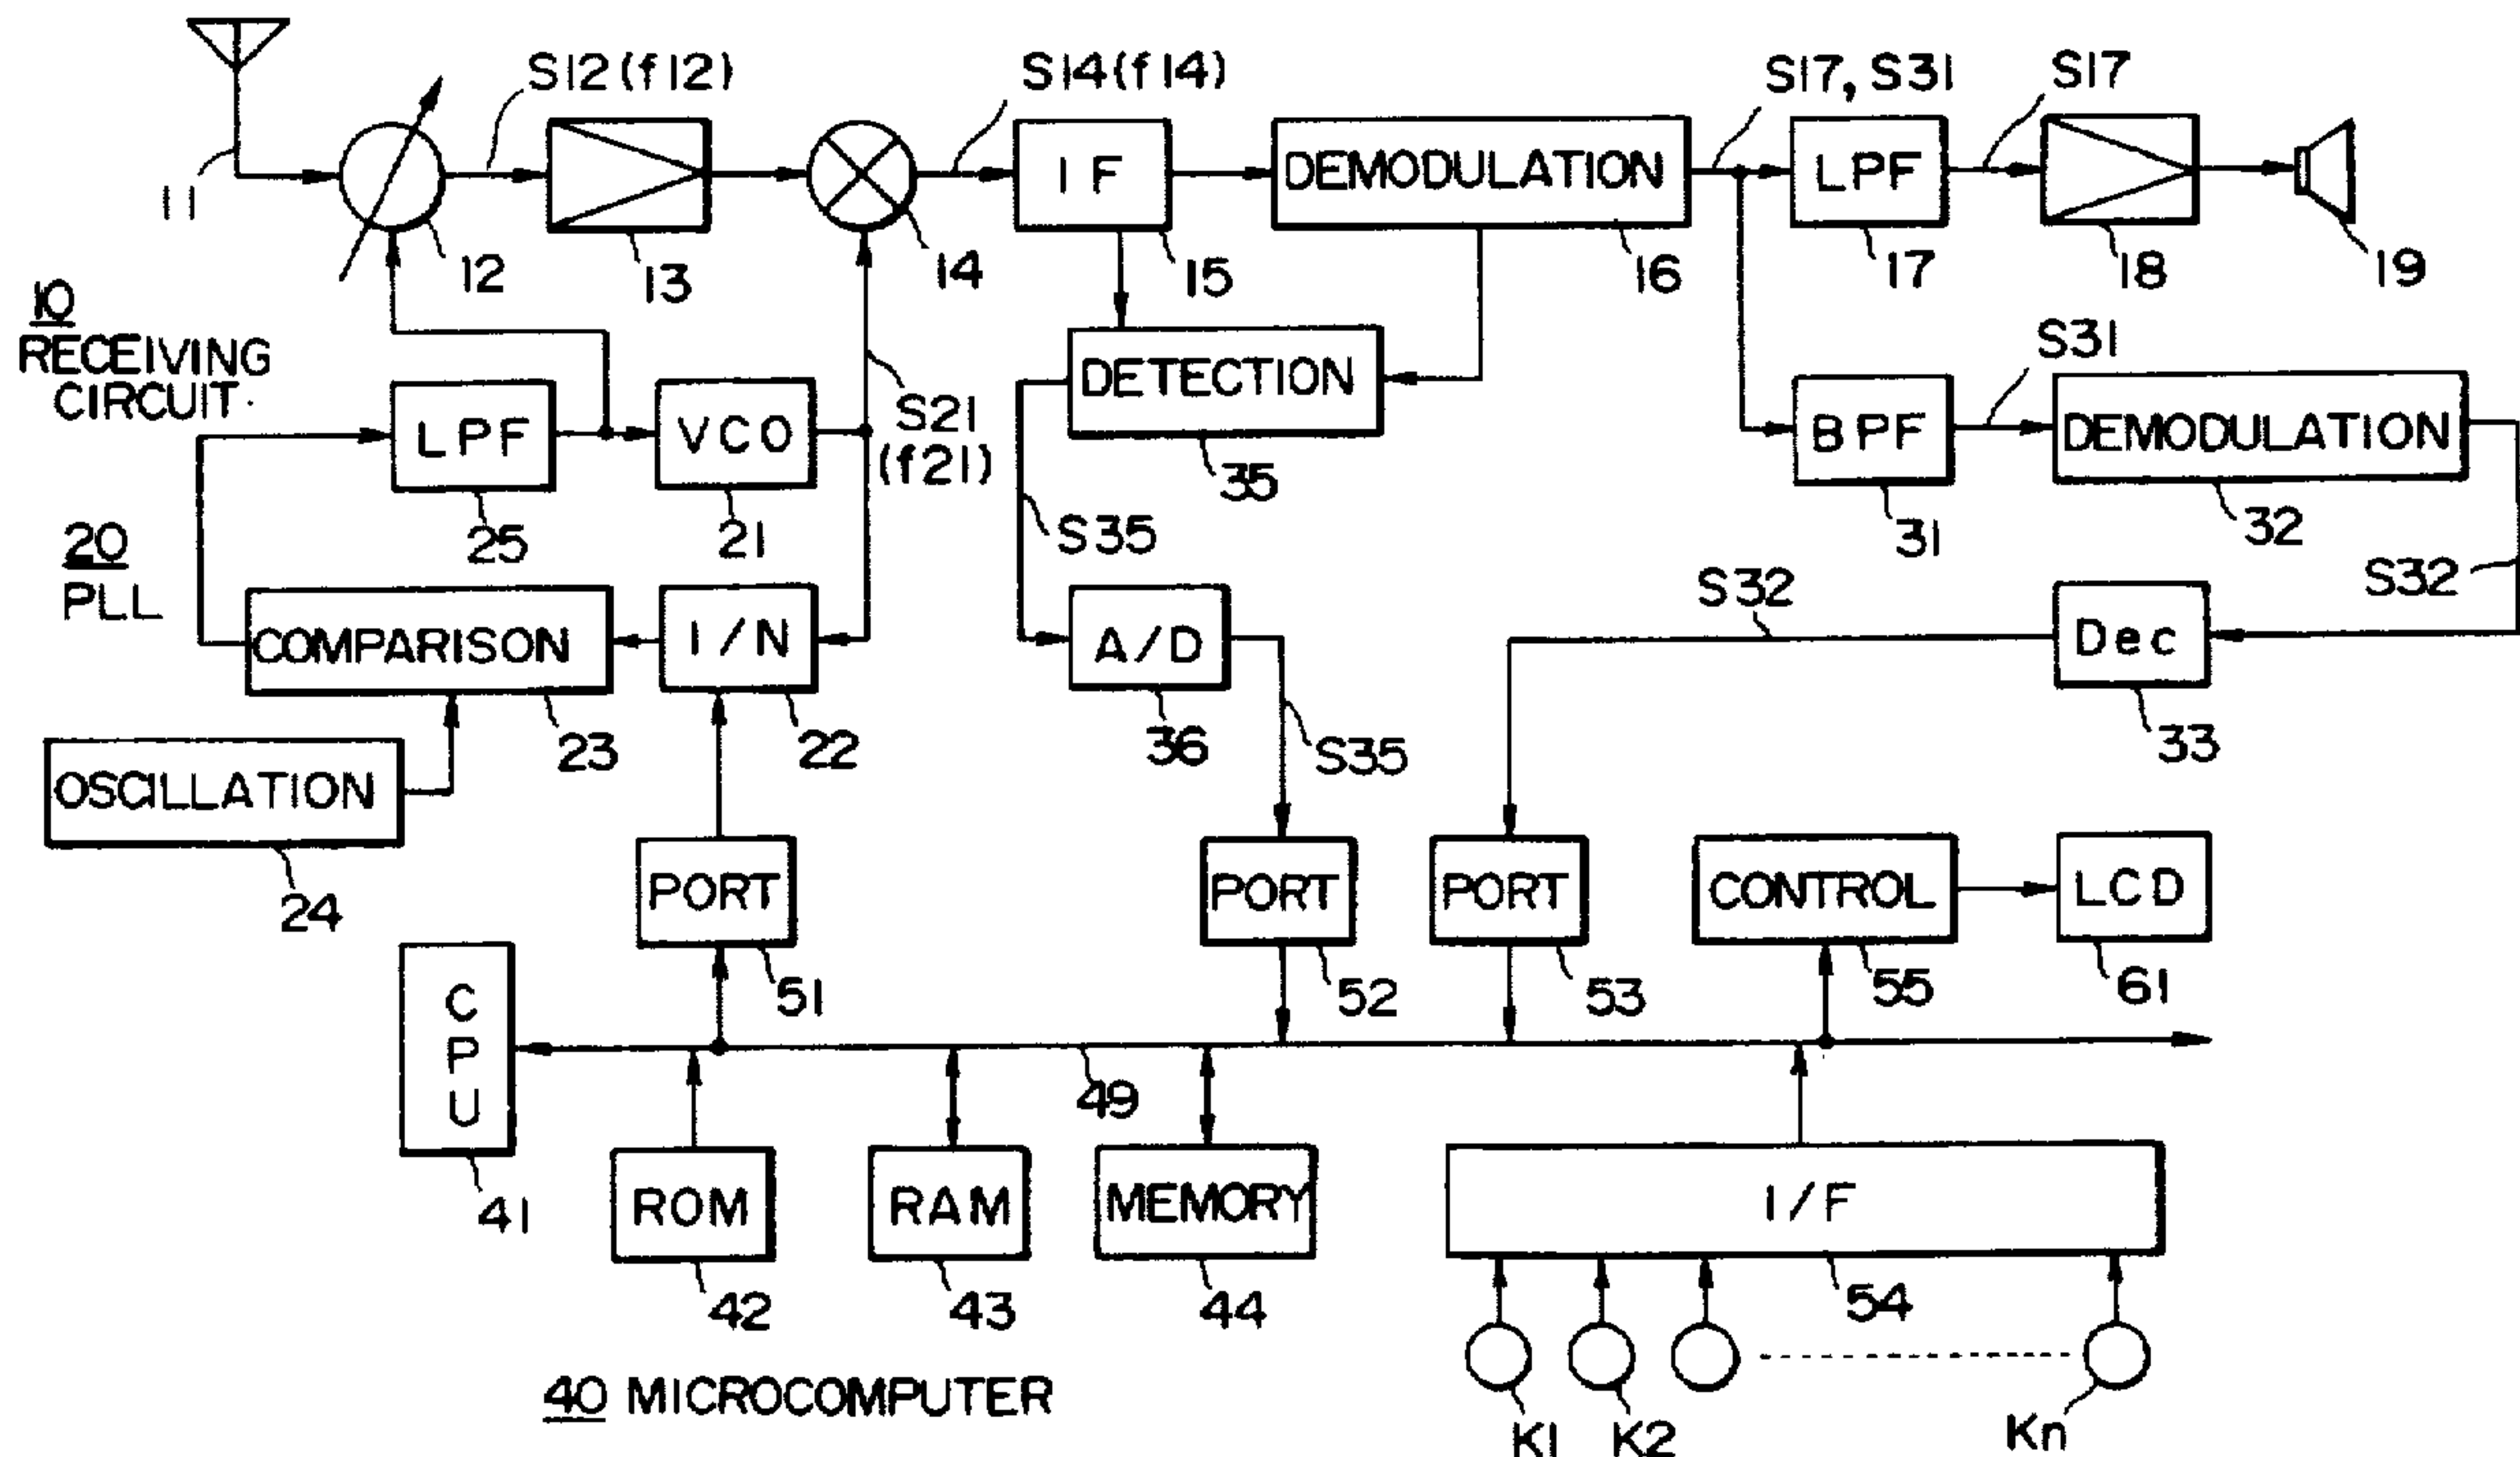 S12(f12)
S14(f14)
S17, S31
S17
11
12
13
14
IF
15
DEMODULATION
16
LPF
17
18
19
10
RECEIVING
CIRCUIT
LPF
25
VCO
21
S21
(f21)
DETECTION
35
S35
S31
BPF
31
DEMODULATION
32
S32
20
PLL
COMPARISON
23
1/N
22
A/D
36
S35
S32
Dec
33
OSCILLATION
24
PORT
51
PORT
52
PORT
53
CONTROL
55
LCD
61
CPU
41
49
ROM
42
RAM
43
MEMORY
44
I/F
54
K1
K2
Kn
40 MICROCOMPUTER